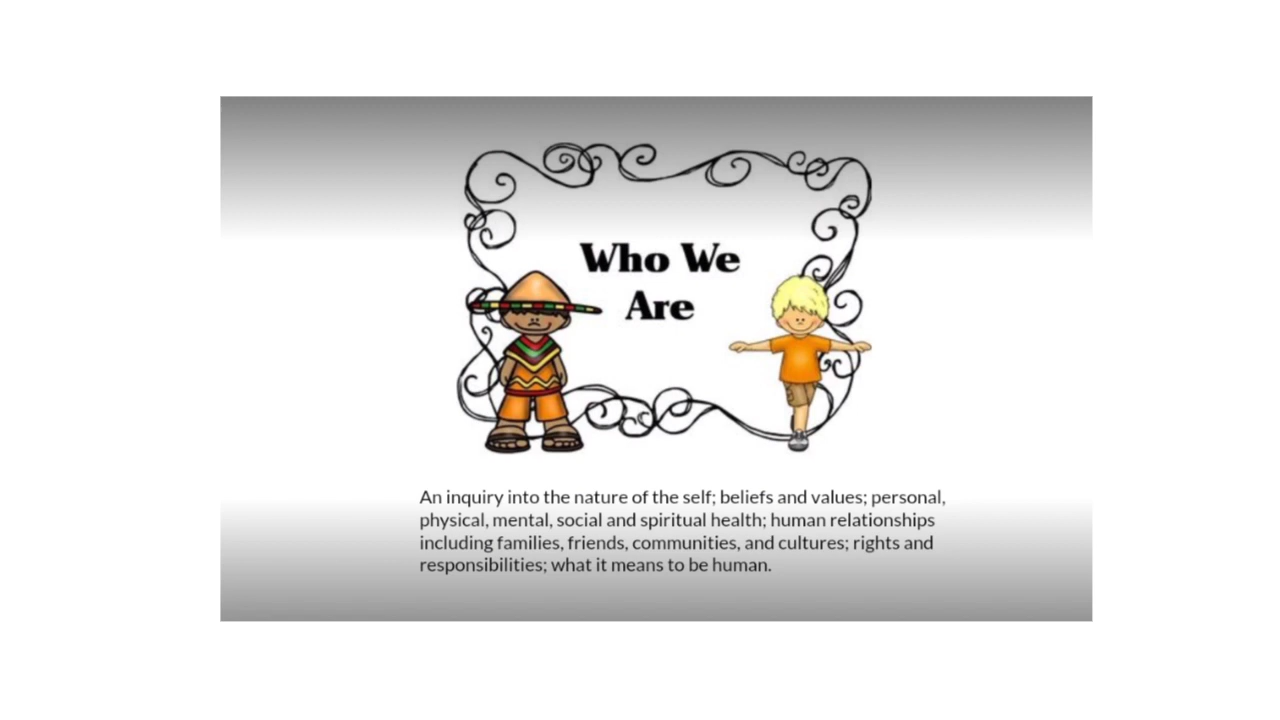 Who We
Are
An inquiry into the nature of the self; beliefs and values; personal,
physical, mental, social and spiritual health; human relationships
including families, friends, communities, and cultures; rights and
responsibilities; what it means to be human.